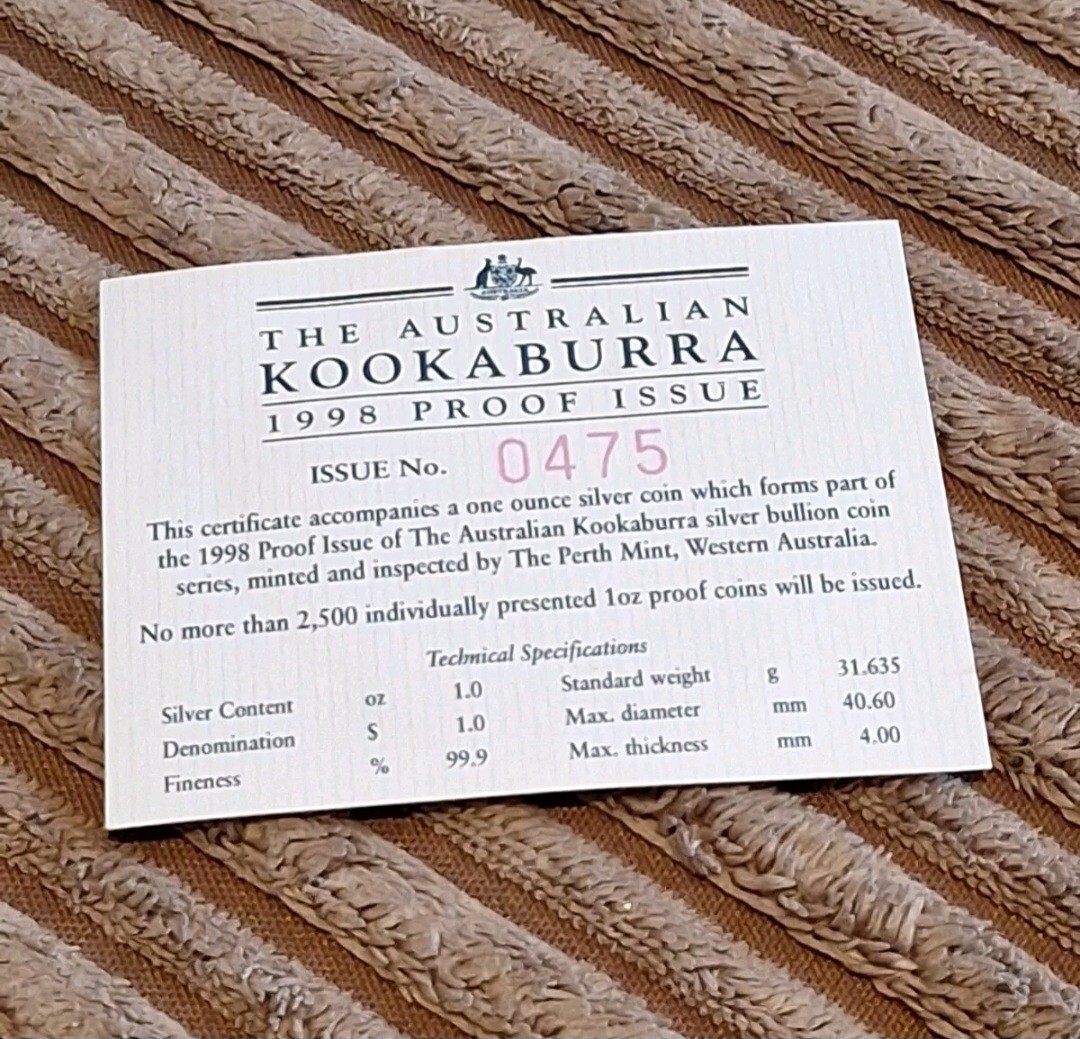 THE AUSTRALIAN
KOOKABURRA
1998 PROOF ISSUE
ISSUE No. 0475
This certificate accompanies a one ounce silver coin which forms part of
the 1998 Proof Issue of The Australian Kookaburra silver bullion coin
series, minted and inspected by The Perth Mint, Western Australia.
No more than 2,500 individually presented 1oz proof coins will be issued.
Technical Specifications
Silver Content oz 1.0 Standard weight g 31.635
Denomination $ 1.0 Max. diameter mm 40.60
Fineness % 99.9 Max. thickness mm 4.00